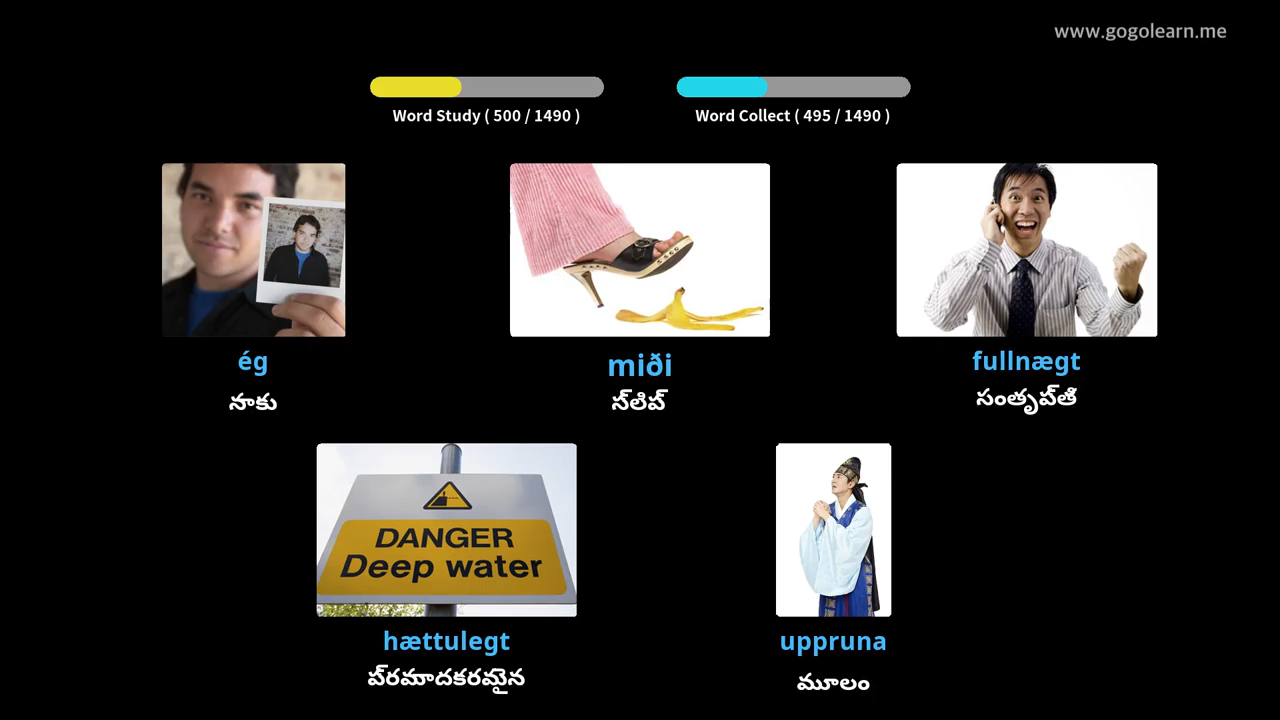 www.gogolearn.me
Word Study ( 500 / 1490 )
Word Collect ( 495 / 1490 )
ég
నాకు
miði
స్లిప్
fullnægt
సంతృప్తి
DANGER
Deep water
hættulegt
ప్రమాదకరమైన
uppruna
మూలం